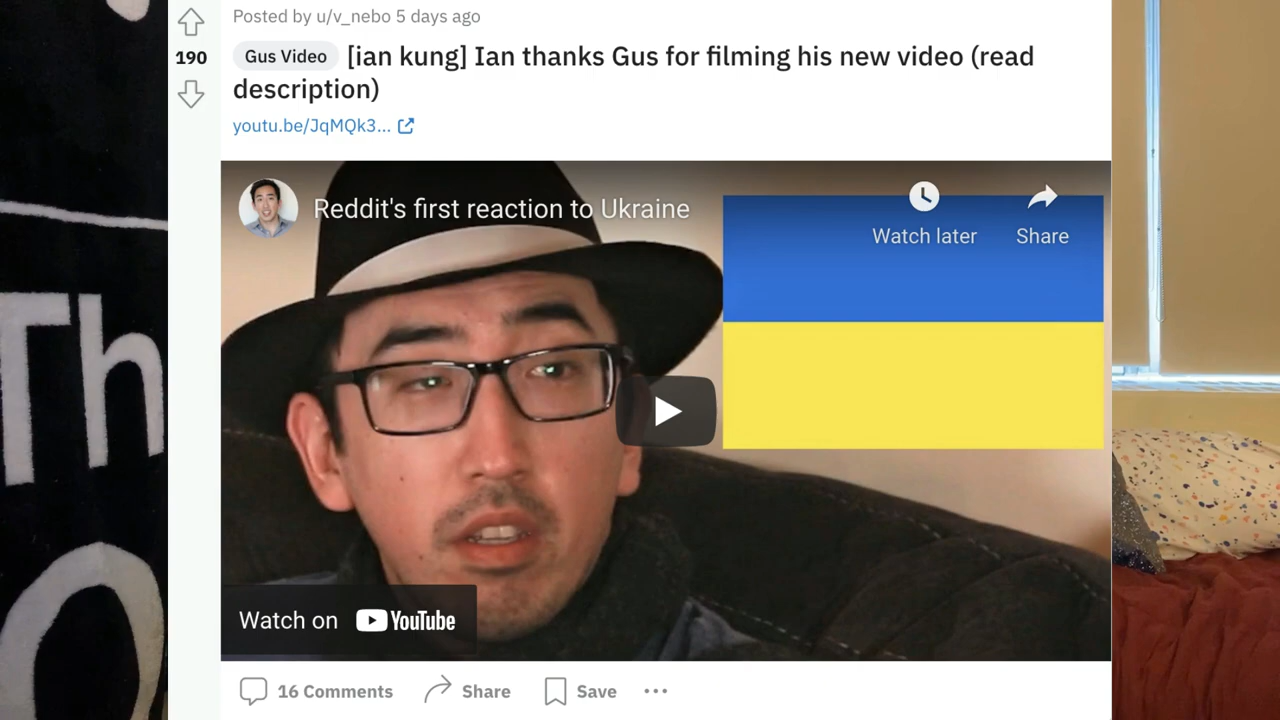 Posted by u/v_nebo 5 days ago
190
Gus Video [ian kung] Ian thanks Gus for filming his new video (read
description)
youtu.be/JqMQk3...
Reddit's first reaction to Ukraine
Watch later
Share
Th
O
Watch on YouTube
16 Comments
Share
Save